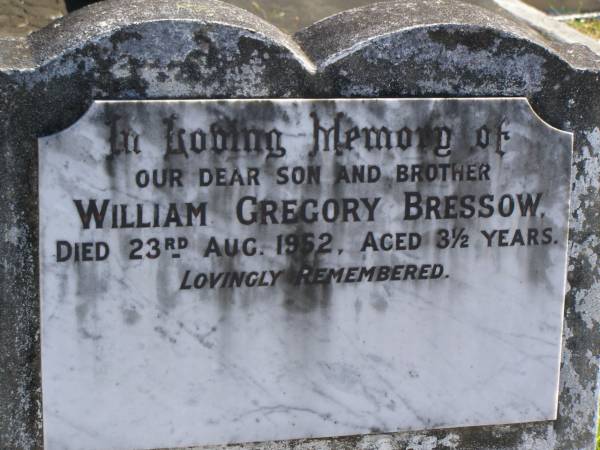 In Loving Memory of
OUR DEAR SON AND BROTHER
WILLIAM GREGORY BRESSOW,
DIED 23RD AUG. 1952, AGED 3½ YEARS.
LOVINGLY REMEMBERED.